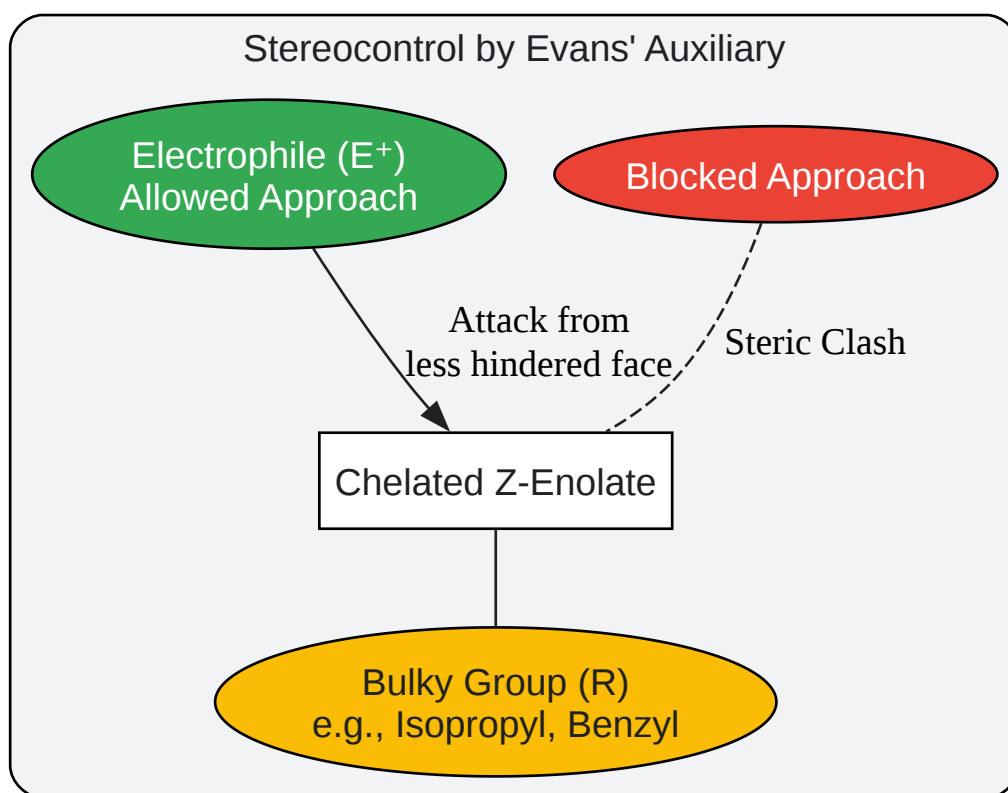 Stereocontrol by Evans' Auxiliary
Electrophile (E⁺)
Allowed Approach
Blocked Approach
Attack from
less hindered face
Steric Clash
Chelated Z-Enolate
Bulky Group (R)
e.g., Isopropyl, Benzyl